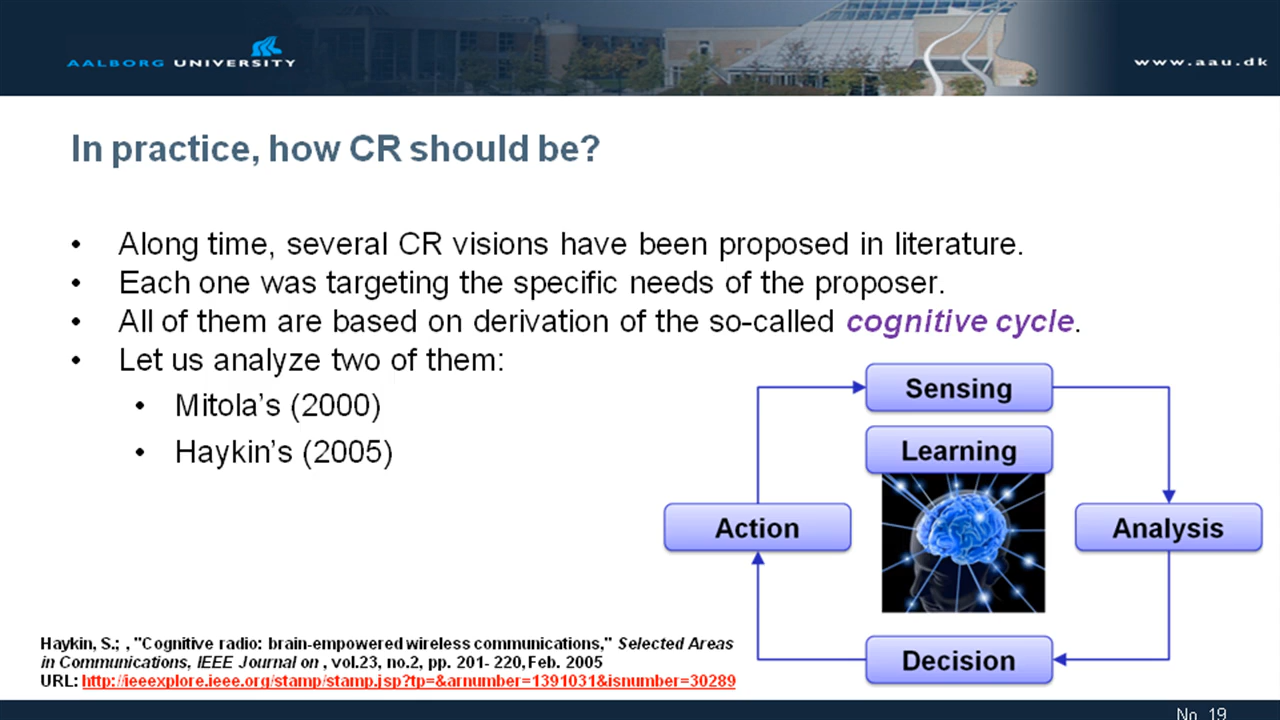 AALBORG UNIVERSITY
www.aau.dk
In practice, how CR should be?
• Along time, several CR visions have been proposed in literature.
• Each one was targeting the specific needs of the proposer.
• All of them are based on derivation of the so-called cognitive cycle.
• Let us analyze two of them:
• Mitola's (2000)
• Haykin's (2005)
Sensing
Learning
Action
Analysis
Decision
Haykin, S.; , "Cognitive radio: brain-empowered wireless communications," Selected Areas
in Communications, IEEE Journal on , vol.23, no.2, pp. 201- 220, Feb. 2005
URL: http://ieeexplore.ieee.org/stamp/stamp.jsp?tp=&arnumber=1391031&isnumber=30289
No. 19